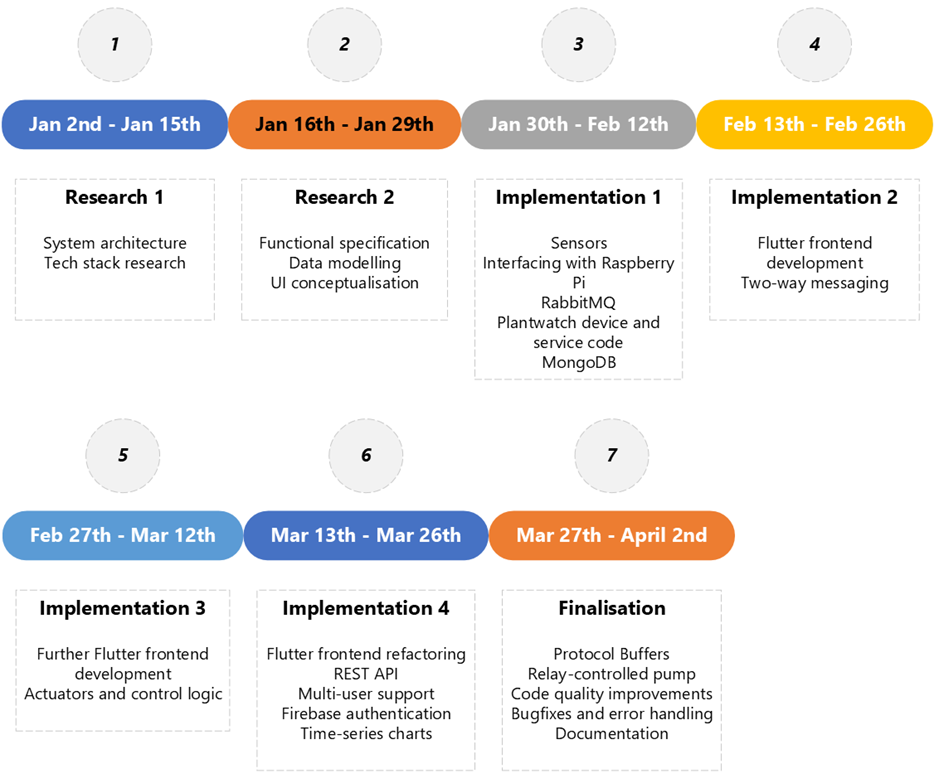 1
2
3
4
Jan 2nd - Jan 15th
Jan 16th - Jan 29th
Jan 30th - Feb 12th
Feb 13th - Feb 26th
Research 1
System architecture
Tech stack research
Research 2
Functional specification
Data modelling
UI conceptualisation
Implementation 1
Sensors
Interfacing with Raspberry
Pi
RabbitMQ
Plantwatch device and
service code
MongoDB
Implementation 2
Flutter frontend
development
Two-way messaging
5
6
7
Feb 27th - Mar 12th
Mar 13th - Mar 26th
Mar 27th - April 2nd
Implementation 3
Further Flutter frontend
development
Actuators and control logic
Implementation 4
Flutter frontend refactoring
REST API
Multi-user support
Firebase authentication
Time-series charts
Finalisation
Protocol Buffers
Relay-controlled pump
Code quality improvements
Bugfixes and error handling
Documentation